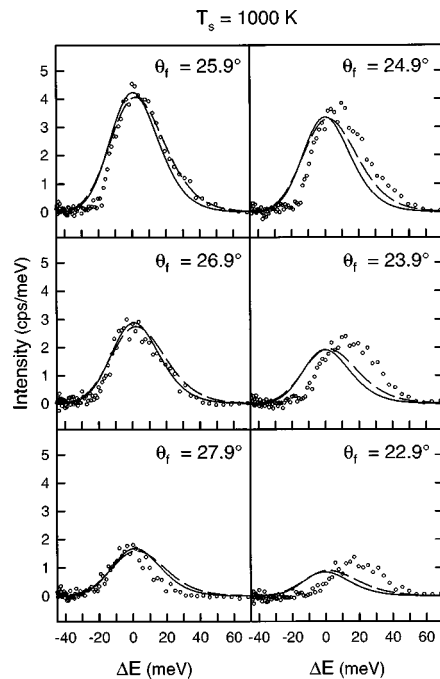 T_s = 1000 K
θ_f = 25.9°
θ_f = 24.9°
5
4
3
2
1
0
θ_f = 26.9°
θ_f = 23.9°
5
4
3
2
1
0
Intensity (cps/meV)
θ_f = 27.9°
θ_f = 22.9°
5
4
3
2
1
0
-40 -20 0 20 40 60 -40 -20 0 20 40 60
ΔE (meV) ΔE (meV)